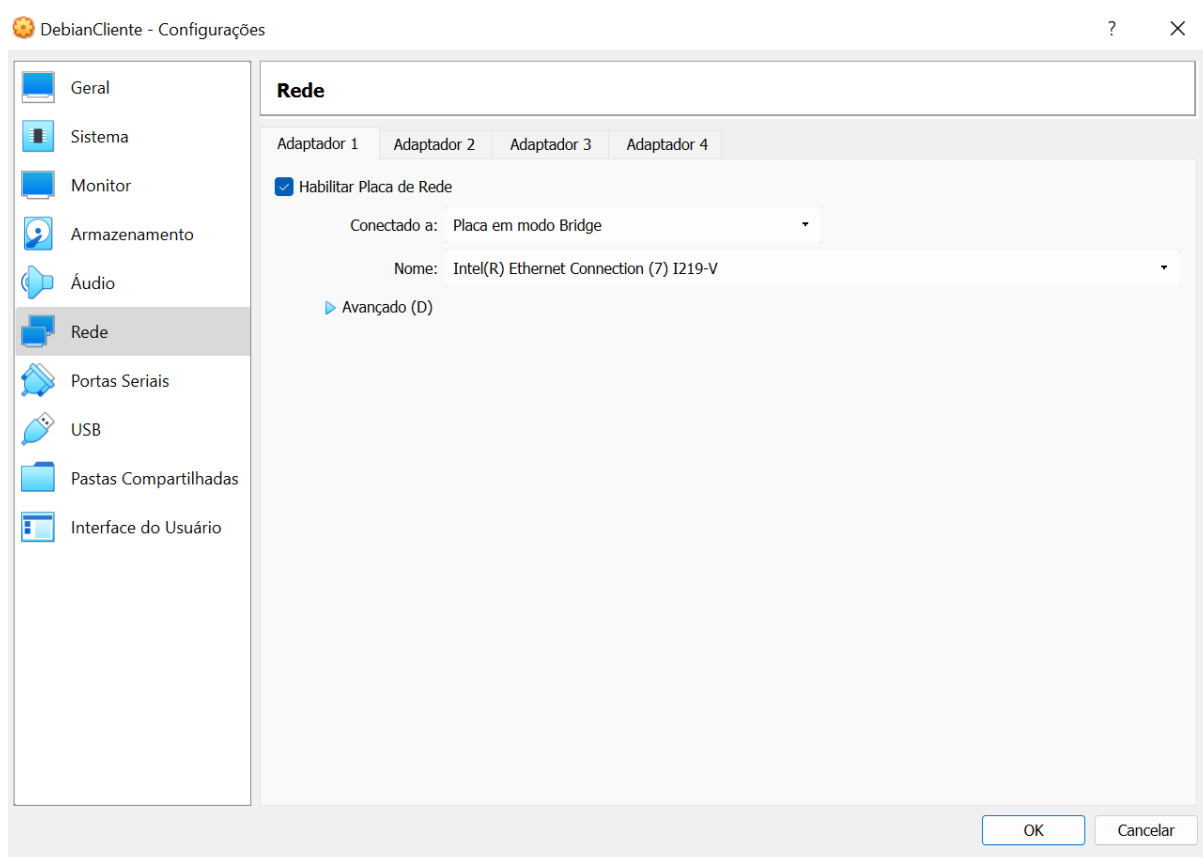 DebianCliente - Configurações
?
Geral
Sistema
Monitor
Armazenamento
Áudio
Rede
Portas Seriais
USB
Pastas Compartilhadas
Interface do Usuário
Rede
Adaptador 1 Adaptador 2 Adaptador 3 Adaptador 4
Habilitar Placa de Rede
Conectado a: Placa em modo Bridge
Nome: Intel(R) Ethernet Connection (7) I219-V
Avançado (D)
OK Cancelar